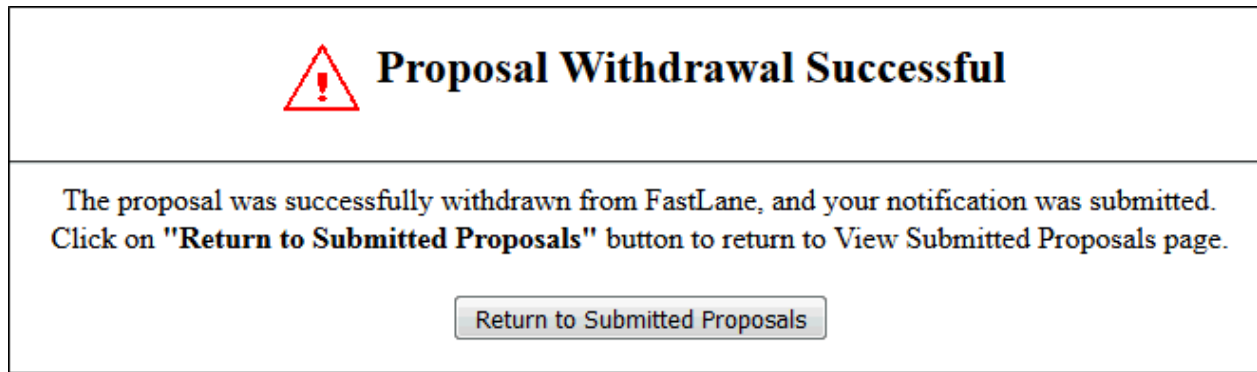 Proposal Withdrawal Successful
The proposal was successfully withdrawn from FastLane, and your notification was submitted.
Click on "Return to Submitted Proposals" button to return to View Submitted Proposals page.
Return to Submitted Proposals